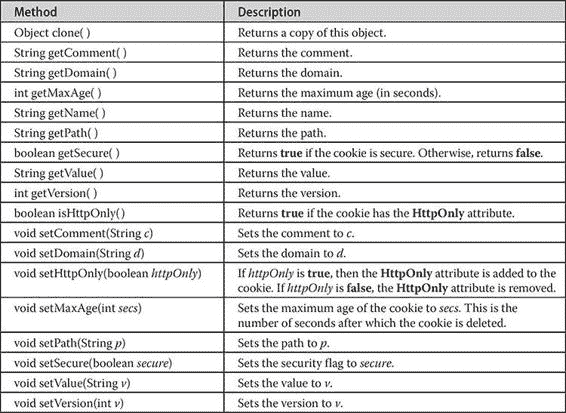 Method Description
Object clone( ) Returns a copy of this object.
String getComment( ) Returns the comment.
String getDomain( ) Returns the domain.
int getMaxAge( ) Returns the maximum age (in seconds).
String getName( ) Returns the name.
String getPath( ) Returns the path.
boolean getSecure( ) Returns true if the cookie is secure. Otherwise, returns false.
String getValue( ) Returns the value.
int getVersion( ) Returns the version.
boolean isHttpOnly( ) Returns true if the cookie has the HttpOnly attribute.
void setComment(String c) Sets the comment to c.
void setDomain(String d) Sets the domain to d.
void setHttpOnly(boolean httpOnly) If httpOnly is true, then the HttpOnly attribute is added to the
cookie. If httpOnly is false, the HttpOnly attribute is removed.
void setMaxAge(int secs) Sets the maximum age of the cookie to secs. This is the
number of seconds after which the cookie is deleted.
void setPath(String p) Sets the path to p.
void setSecure(boolean secure) Sets the security flag to secure.
void setValue(String v) Sets the value to v.
void setVersion(int v) Sets the version to v.